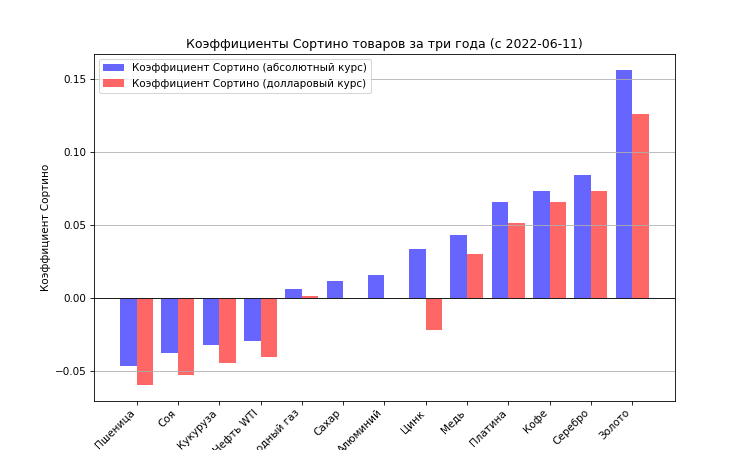 Коэффициенты Сортино товаров за три года (с 2022-06-11)
Коэффициент Сортино (абсолютный курс)
Коэффициент Сортино (долларовый курс)
Коэффициент Сортино
0.15
0.10
0.05
0.00
−0.05
Пшеница
Соя
Кукуруза
Нефть WTI
одный газ
Сахар
Алюминий
Цинк
Медь
Платина
Кофе
Серебро
Золото